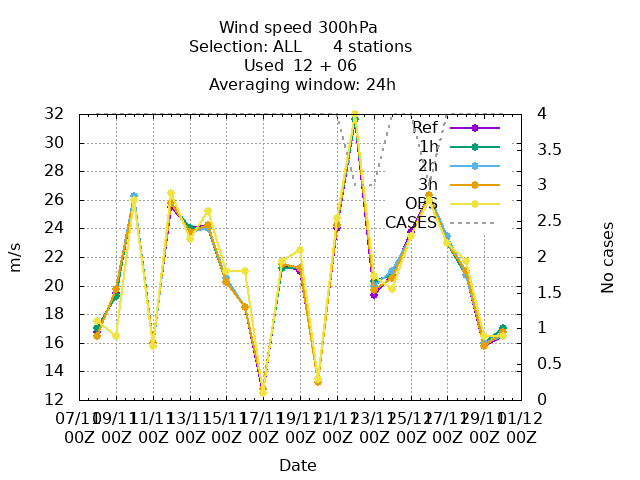 Wind speed 300hPa
Selection: ALL      4 stations
Used  12 + 06
Averaging window: 24h
32
30
28
26
24
22
20
18
16
14
12
4
3.5
3
2.5
2
1.5
1
0.5
0
Ref
1h
2h
3h
OBS
CASES
m/s
No cases
07/11 09/11 11/11 13/11 15/11 17/11 19/11 21/11 23/11 25/11 27/11 29/11 01/12
00Z 00Z 00Z 00Z 00Z 00Z 00Z 00Z 00Z 00Z 00Z 00Z 00Z
Date